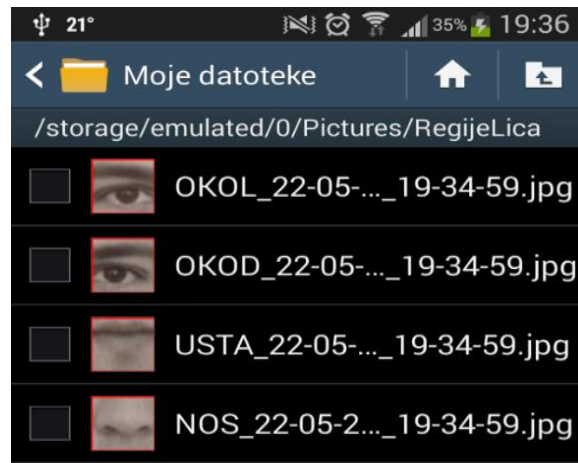 21° 35% 19:36
Moje datoteke
/storage/emulated/0/Pictures/RegijeLica
OKOL_22-05-..._19-34-59.jpg
OKOD_22-05-..._19-34-59.jpg
USTA_22-05-..._19-34-59.jpg
NOS_22-05-2..._19-34-59.jpg